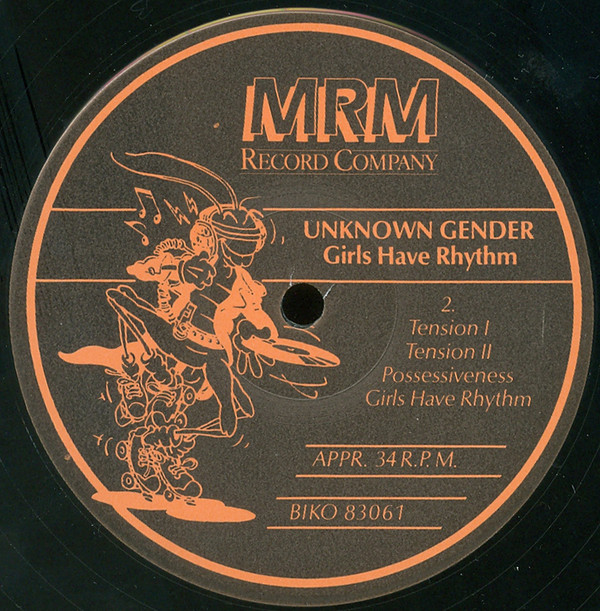 MRM
RECORD COMPANY
UNKNOWN GENDER
Girls Have Rhythm
2.
Tension I
Tension II
Possessiveness
Girls Have Rhythm
APPR. 34 R.P.M.
BIKO 83061